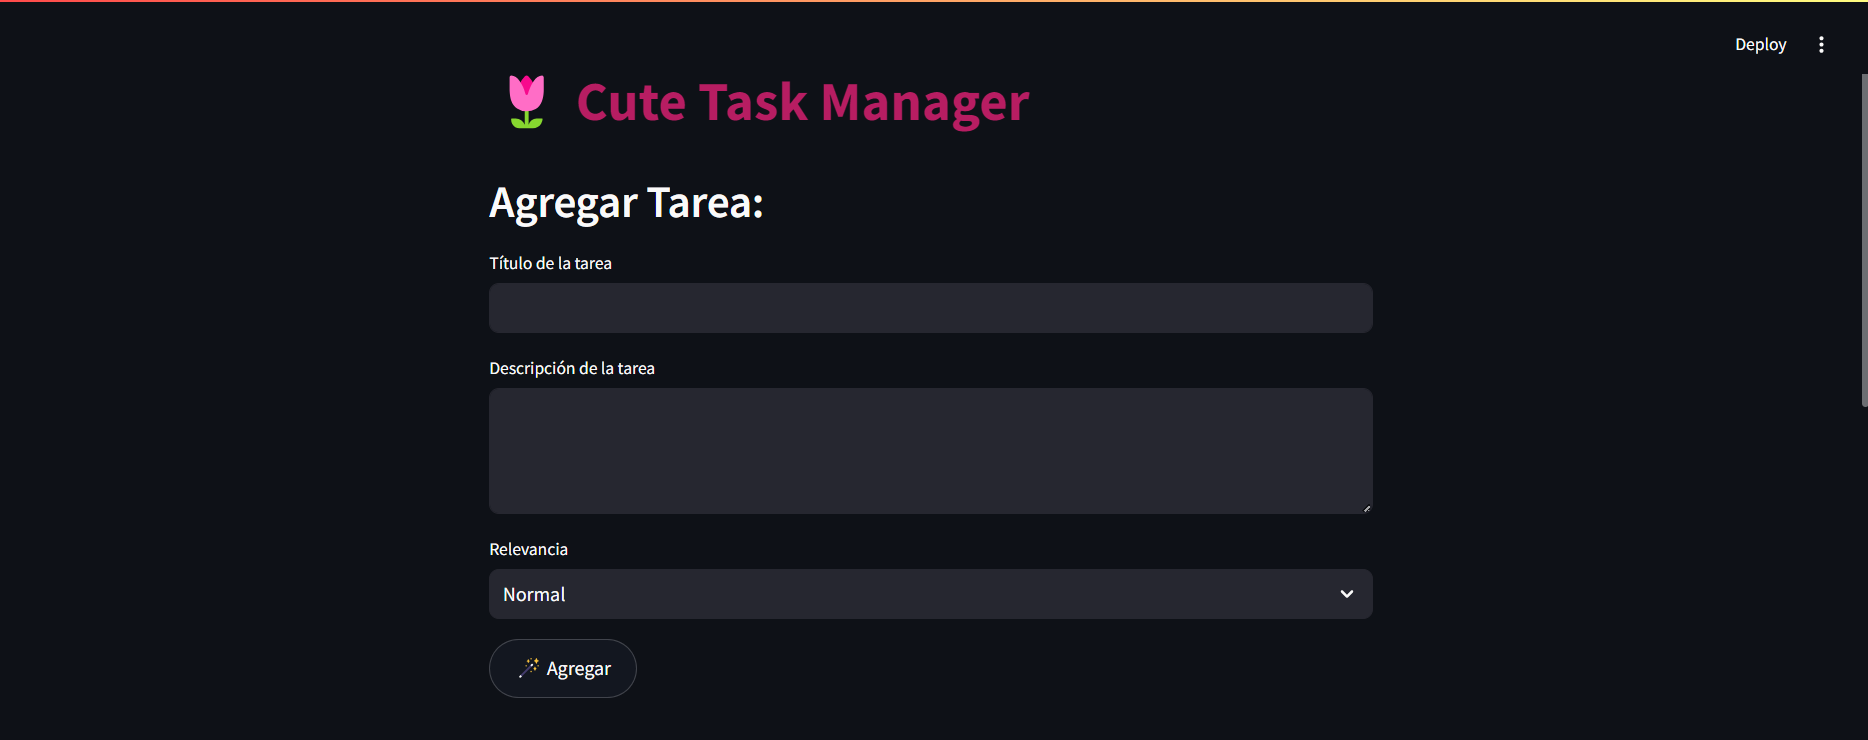 Deploy
Cute Task Manager
Agregar Tarea:
Título de la tarea
Descripción de la tarea
Relevancia
Normal
Agregar